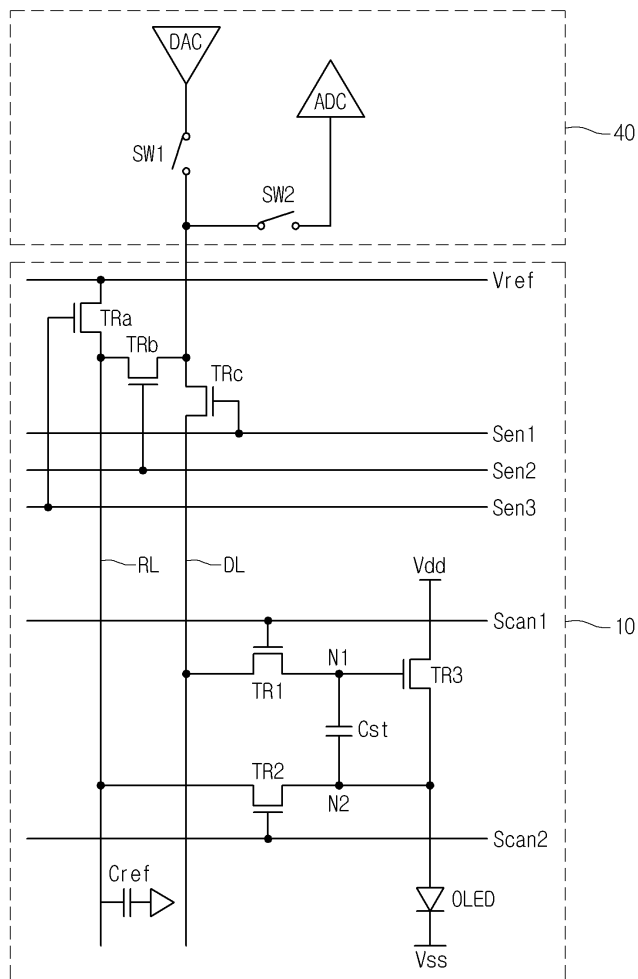 DAC
ADC
40
SW1
SW2
Vref
TRa
TRb
TRc
Sen1
Sen2
Sen3
RL
DL
Vdd
Scan1
10
N1
TR1
TR3
Cst
TR2
N2
Scan2
Cref
OLED
Vss